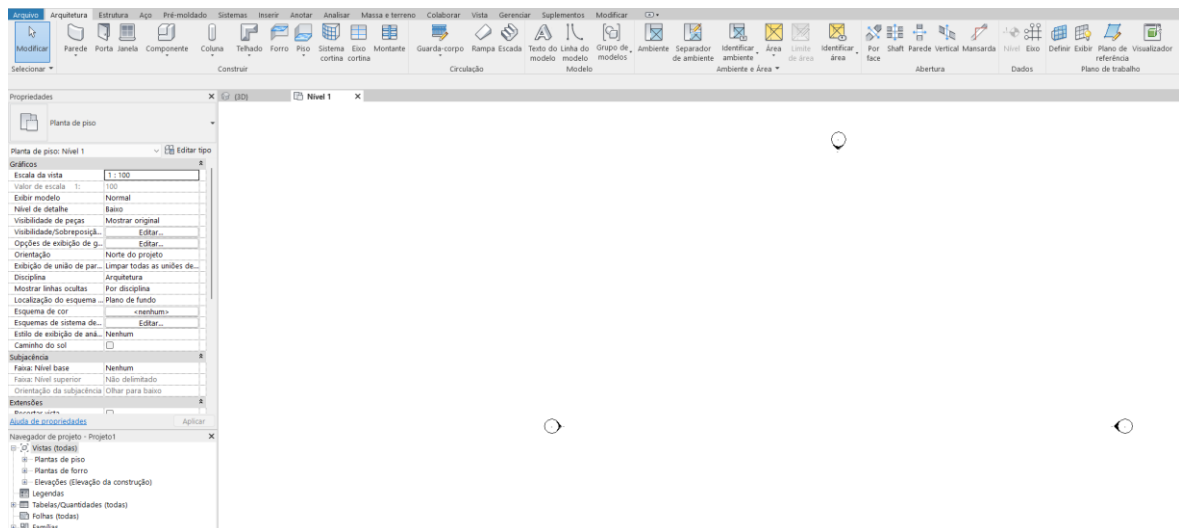 Arquivo Arquitetura Estrutura Aço Pré-moldado Sistemas Inserir Anotar Analisar Massa e terreno Colaborar Vista Gerenciar Suplementos Modificar
Modificar Parede Porta Janela Componente Coluna Telhado Forro Piso Sistema Eixo Montante Guarda-corpo Rampa Escada Texto do Linha do Grupo de Ambiente Separador Identificar Área Limite Identificar Por Shaft Parede Vertical Mansarda Nível Eixo Definir Exibir Plano de Visualizador
cortina cortina modelo modelo modelos de ambiente ambiente de área área face referência
Selecionar Construir Circulação Modelo Ambiente e Área Abertura Dados Plano de trabalho
Propriedades X (3D) Nível 1 X
Planta de piso
Planta de piso: Nível 1 Editar tipo
Gráficos
Escala da vista 1 : 100
Valor de escala 1: 100
Exibir modelo Normal
Nível de detalhe Baixo
Visibilidade de peças Mostrar original
Visibilidade/Sobreposiçã... Editar...
Opções de exibição de g... Editar...
Orientação Norte do projeto
Exibição de união de par... Limpar todas as uniões de...
Disciplina Arquitetura
Mostrar linhas ocultas Por disciplina
Localização do esquema ... Plano de fundo
Esquema de cor <nenhum>
Esquemas de sistema de... Editar...
Estilo de exibição de aná... Nenhum
Caminho do sol
Subjacência
Faixa: Nível base Nenhum
Faixa: Nível superior Não delimitado
Orientação da subjacência Olhar para baixo
Extensões
Recortar vista
Ajuda de propriedades Aplicar
Navegador de projeto - Projeto1 X
Vistas (todas)
Plantas de piso
Plantas de forro
Elevações (Elevação da construção)
Legendas
Tabelas/Quantidades (todas)
Folhas (todas)
Famílias